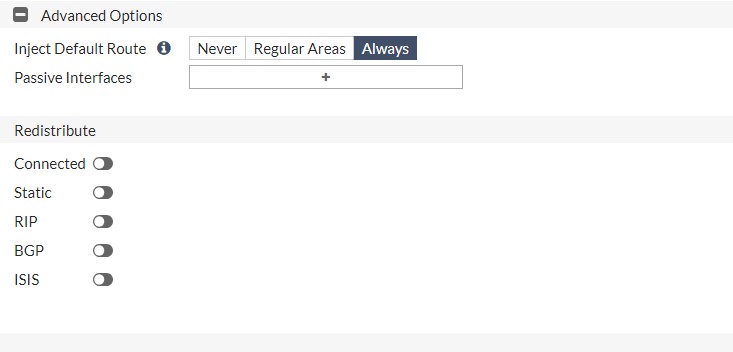 Advanced Options
Inject Default Route Never Regular Areas Always
Passive Interfaces +
Redistribute
Connected
Static
RIP
BGP
ISIS